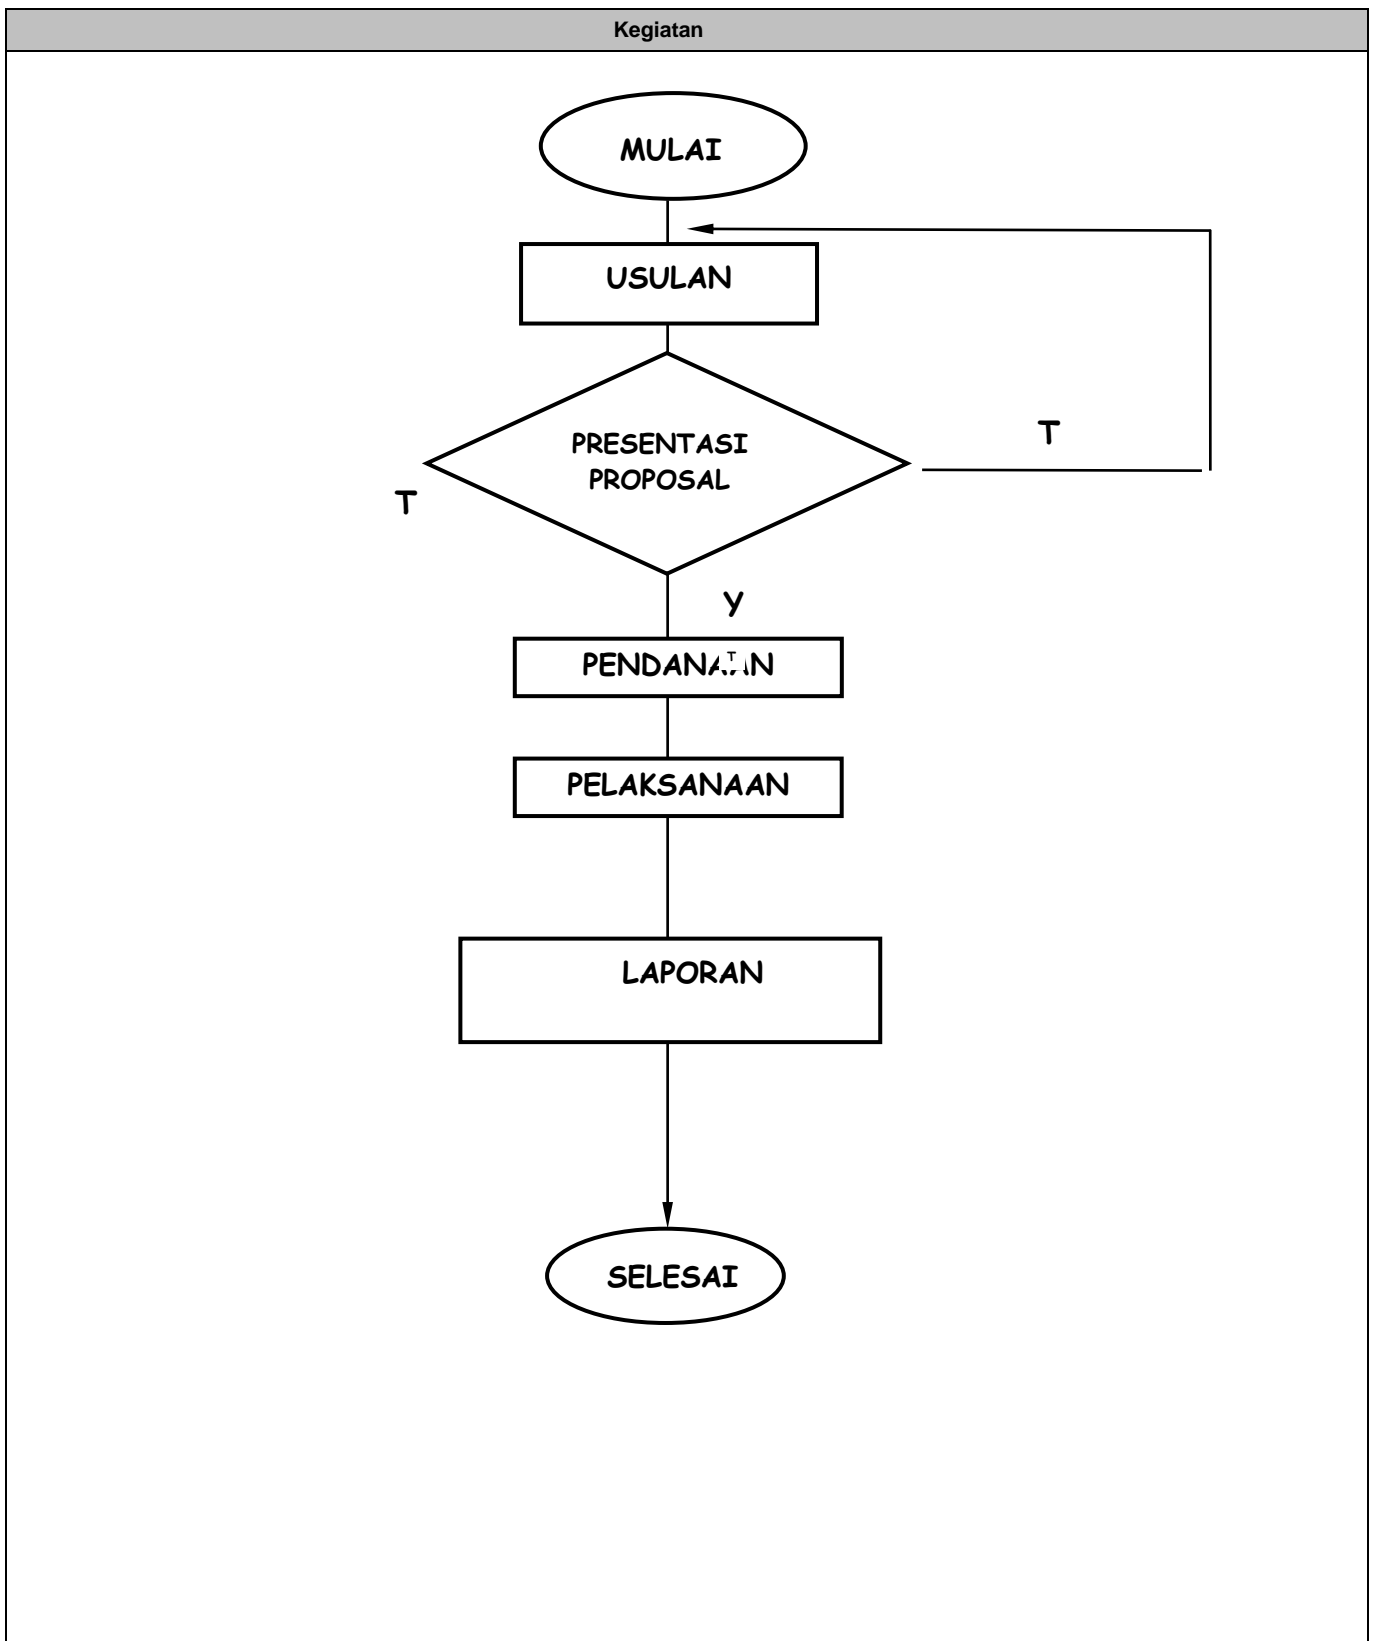 Kegiatan
MULAI
USULAN
PRESENTASI
PROPOSAL
T
T
Y
PENDANAAN
T
PELAKSANAAN
LAPORAN
SELESAI